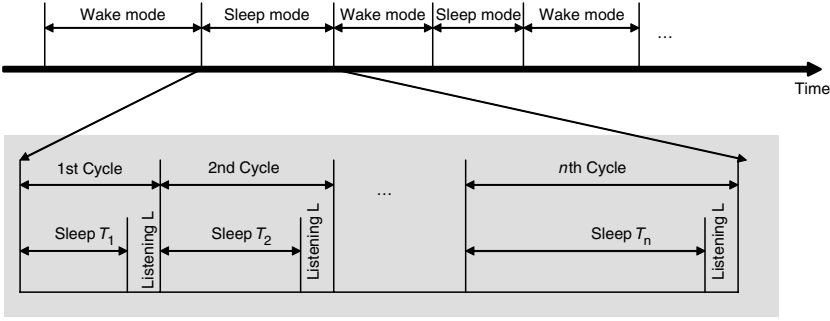 Wake mode Sleep mode Wake mode Sleep mode Wake mode ...
Time
1st Cycle 2nd Cycle ... nth Cycle
Sleep T1 Listening L Sleep T2 Listening L Sleep Tn Listening L